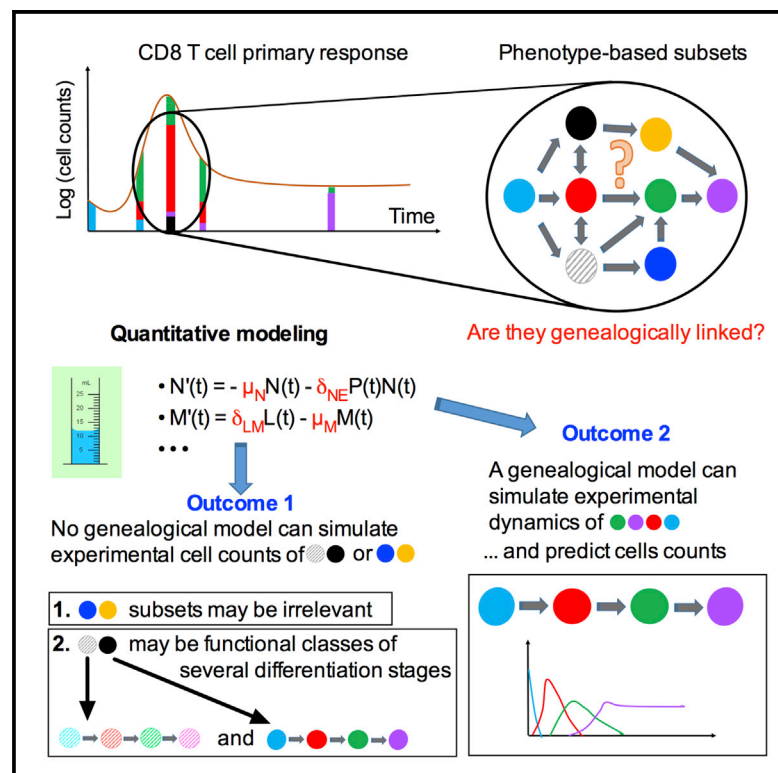 CD8 T cell primary response
Phenotype-based subsets
Log (cell counts)
Time
?
Are they genealogically linked?
Quantitative modeling
mL
25
20
15
10
5
• N'(t) = - μNN(t) - δNEP(t)N(t)
• M'(t) = δLML(t) - μMM(t)
• • •
Outcome 1
No genealogical model can simulate
experimental cell counts of or
Outcome 2
A genealogical model can
simulate experimental
dynamics of
... and predict cells counts
1. subsets may be irrelevant
2. may be functional classes of
several differentiation stages
and